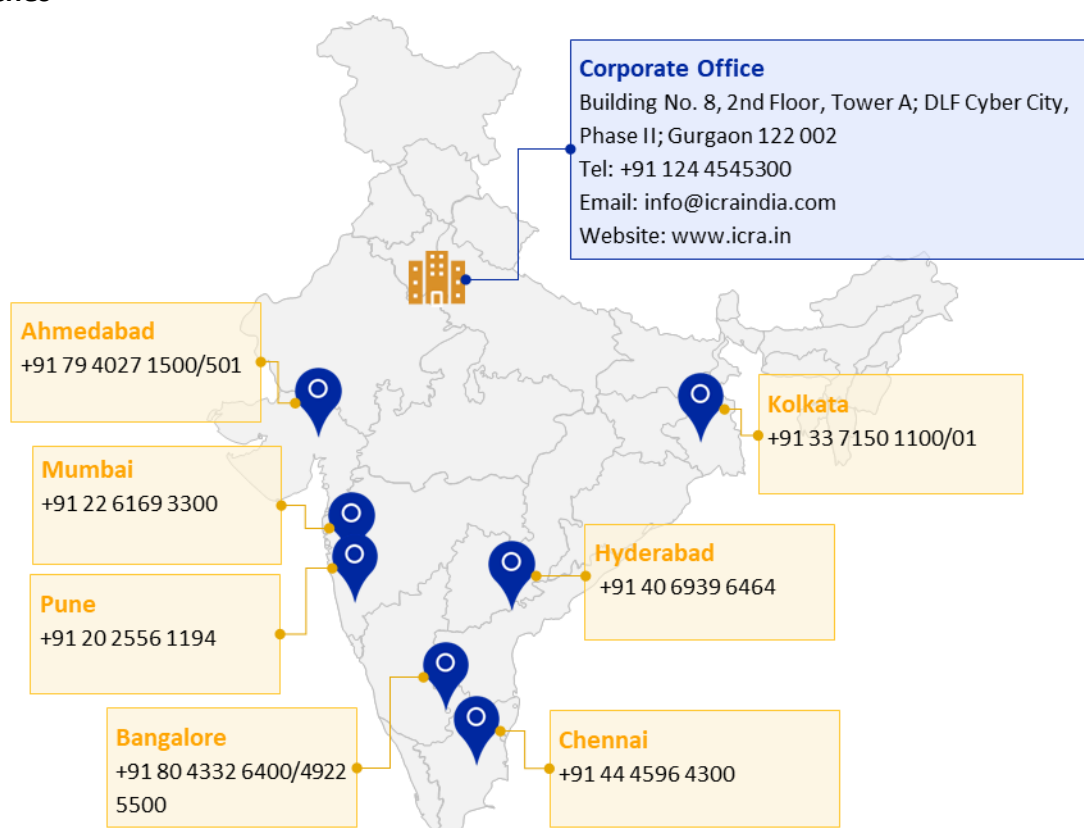 Corporate Office
Building No. 8, 2nd Floor, Tower A; DLF Cyber City,
Phase II; Gurgaon 122 002
Tel: +91 124 4545300
Email: info@icraindia.com
Website: www.icra.in
Ahmedabad
+91 79 4027 1500/501
Kolkata
+91 33 7150 1100/01
Mumbai
+91 22 6169 3300
Hyderabad
+91 40 6939 6464
Pune
+91 20 2556 1194
Bangalore
+91 80 4332 6400/4922
5500
Chennai
+91 44 4596 4300